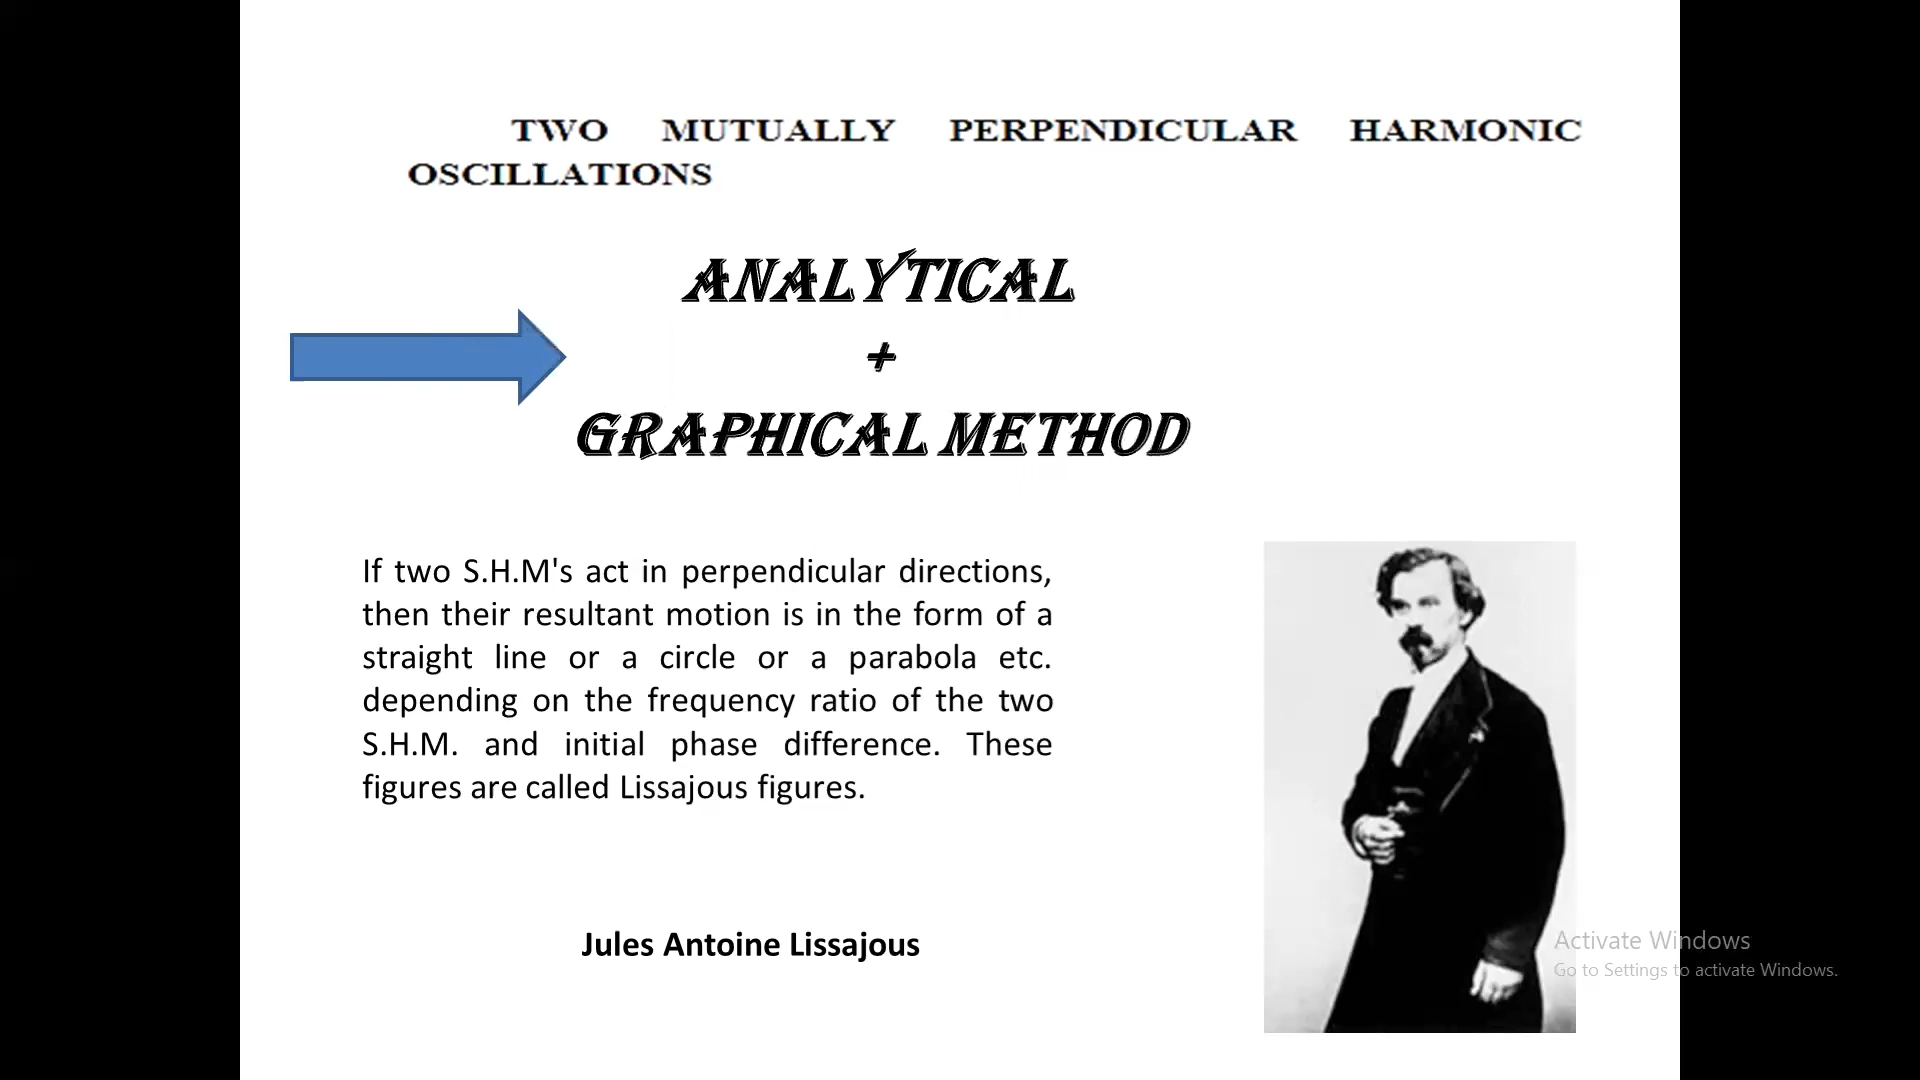 TWO MUTUALLY PERPENDICULAR HARMONIC
OSCILLATIONS
ANALYTICAL
+
GRAPHICAL METHOD
If two S.H.M's act in perpendicular directions,
then their resultant motion is in the form of a
straight line or a circle or a parabola etc.
depending on the frequency ratio of the two
S.H.M. and initial phase difference. These
figures are called Lissajous figures.
Jules Antoine Lissajous
Activate Windows
Go to Settings to activate Windows.